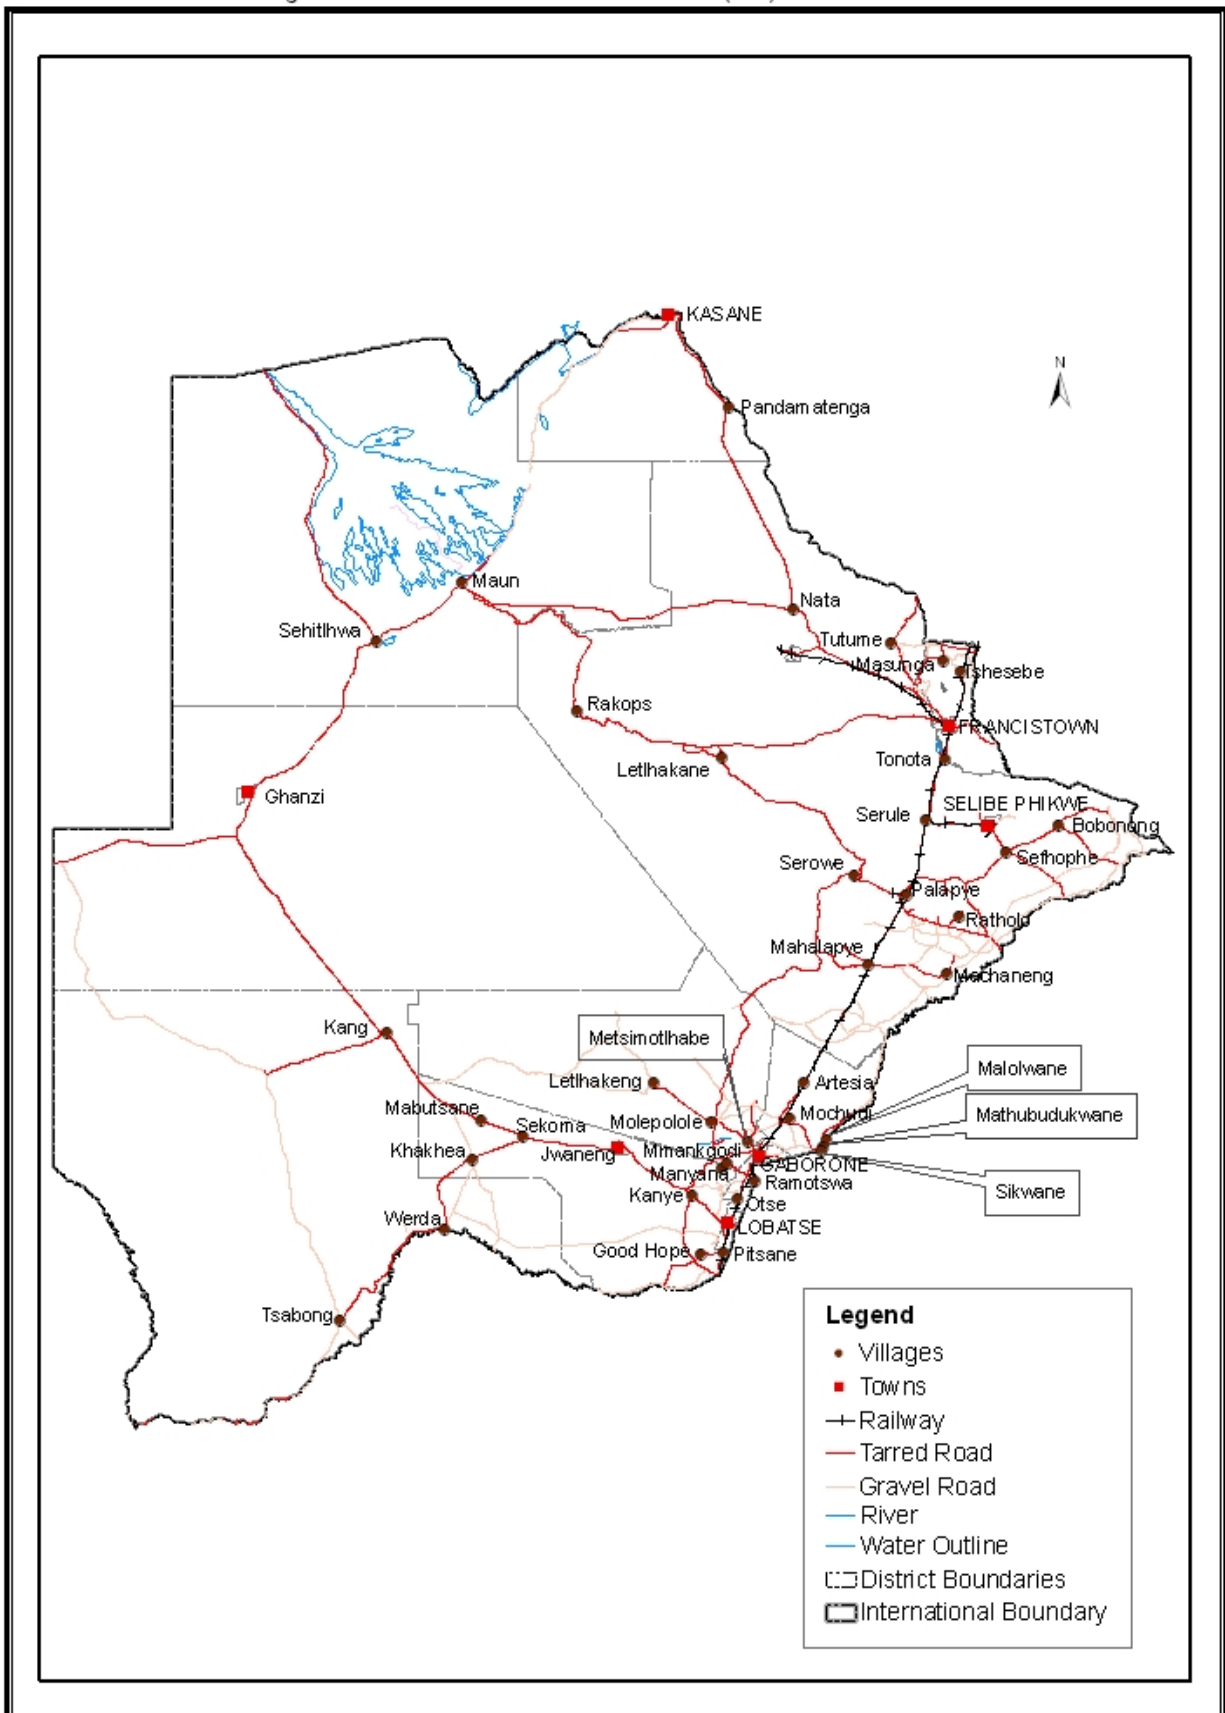 KASANE
N
Pandamatenga
Maun
Nata
Sehitlhwa
Tutume
Masunga
Tshesebe
Rakops
FRANCISTOWN
Letlhakane
Tonota
Ghanzi
SELIBE PHIKWE
Serule
Bobonong
Sefhophe
Serowe
Palapye
Ratholo
Mahalapye
Machaneng
Kang
Metsimotlhabe
Malolwane
Letlhakeng
Artesia
Mabutsane
Molepolole
Mochudi
Mathubudukwane
Sekoma
Khakhea
Jwaneng
Mmankgodi
GABORONE
Manyana
Ramotswa
Sikwane
Kanye
Otse
Werda
LOBATSE
Good Hope
Pitsane
Tsabong
Legend
Villages
Towns
Railway
Tarred Road
Gravel Road
River
Water Outline
District Boundaries
International Boundary